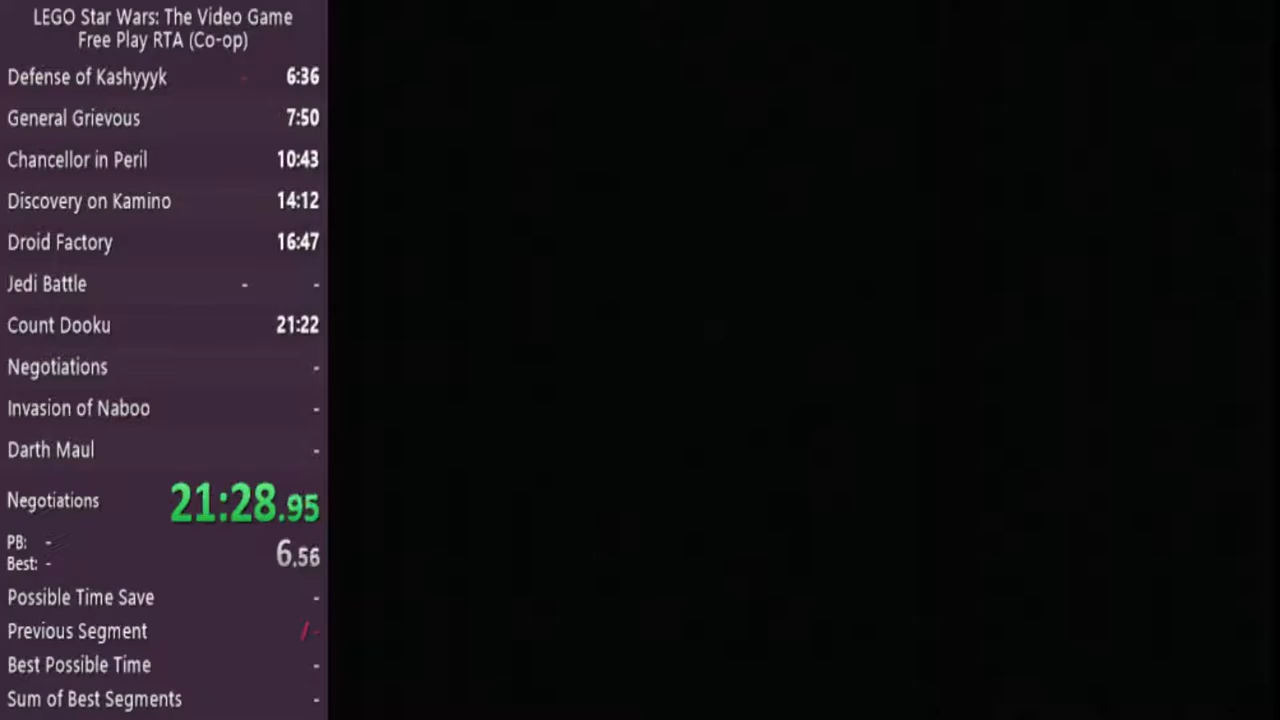 LEGO Star Wars: The Video Game
Free Play RTA (Co-op)
Defense of Kashyyyk - 6:36
General Grievous 7:50
Chancellor in Peril 10:43
Discovery on Kamino 14:12
Droid Factory 16:47
Jedi Battle - -
Count Dooku 21:22
Negotiations -
Invasion of Naboo -
Darth Maul -
Negotiations 21:28.95
PB: - 6.56
Best: -
Possible Time Save -
Previous Segment / -
Best Possible Time -
Sum of Best Segments -